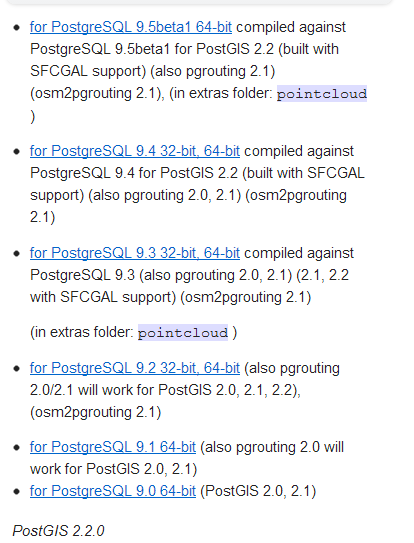 for PostgreSQL 9.5beta1 64-bit compiled against
PostgreSQL 9.5beta1 for PostGIS 2.2 (built with
SFCGAL support) (also pgrouting 2.1)
(osm2pgrouting 2.1), (in extras folder: pointcloud
)
for PostgreSQL 9.4 32-bit, 64-bit compiled against
PostgreSQL 9.4 for PostGIS 2.2 (built with SFCGAL
support) (also pgrouting 2.0, 2.1) (osm2pgrouting
2.1)
for PostgreSQL 9.3 32-bit, 64-bit compiled against
PostgreSQL 9.3 (also pgrouting 2.0, 2.1) (2.1, 2.2
with SFCGAL support) (osm2pgrouting 2.1)
(in extras folder: pointcloud )
for PostgreSQL 9.2 32-bit, 64-bit (also pgrouting
2.0/2.1 will work for PostGIS 2.0, 2.1, 2.2),
(osm2pgrouting 2.1)
for PostgreSQL 9.1 64-bit (also pgrouting 2.0 will
work for PostGIS 2.0, 2.1)
for PostgreSQL 9.0 64-bit (PostGIS 2.0, 2.1)
PostGIS 2.2.0